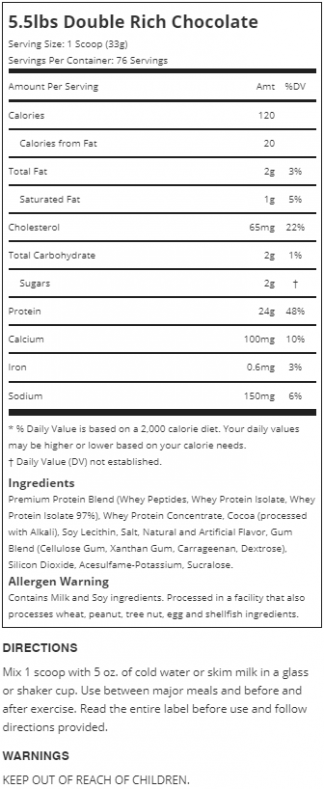 5.5lbs Double Rich Chocolate
Serving Size: 1 Scoop (33g)
Servings Per Container: 76 Servings
Amount Per Serving Amt %DV
Calories 120
Calories from Fat 20
Total Fat 2g 3%
Saturated Fat 1g 5%
Cholesterol 65mg 22%
Total Carbohydrate 2g 1%
Sugars 2g †
Protein 24g 48%
Calcium 100mg 10%
Iron 0.6mg 3%
Sodium 150mg 6%
* % Daily Value is based on a 2,000 calorie diet. Your daily values
may be higher or lower based on your calorie needs.
† Daily Value (DV) not established.
Ingredients
Premium Protein Blend (Whey Peptides, Whey Protein Isolate, Whey
Protein Isolate 97%), Whey Protein Concentrate, Cocoa (processed
with Alkali), Soy Lecithin, Salt, Natural and Artificial Flavor, Gum
Blend (Cellulose Gum, Xanthan Gum, Carrageenan, Dextrose),
Silicon Dioxide, Acesulfame-Potassium, Sucralose.
Allergen Warning
Contains Milk and Soy ingredients. Processed in a facility that also
processes wheat, peanut, tree nut, egg and shellfish ingredients.
DIRECTIONS
Mix 1 scoop with 5 oz. of cold water or skim milk in a glass
or shaker cup. Use between major meals and before and
after exercise. Read the entire label before use and follow
directions provided.
WARNINGS
KEEP OUT OF REACH OF CHILDREN.